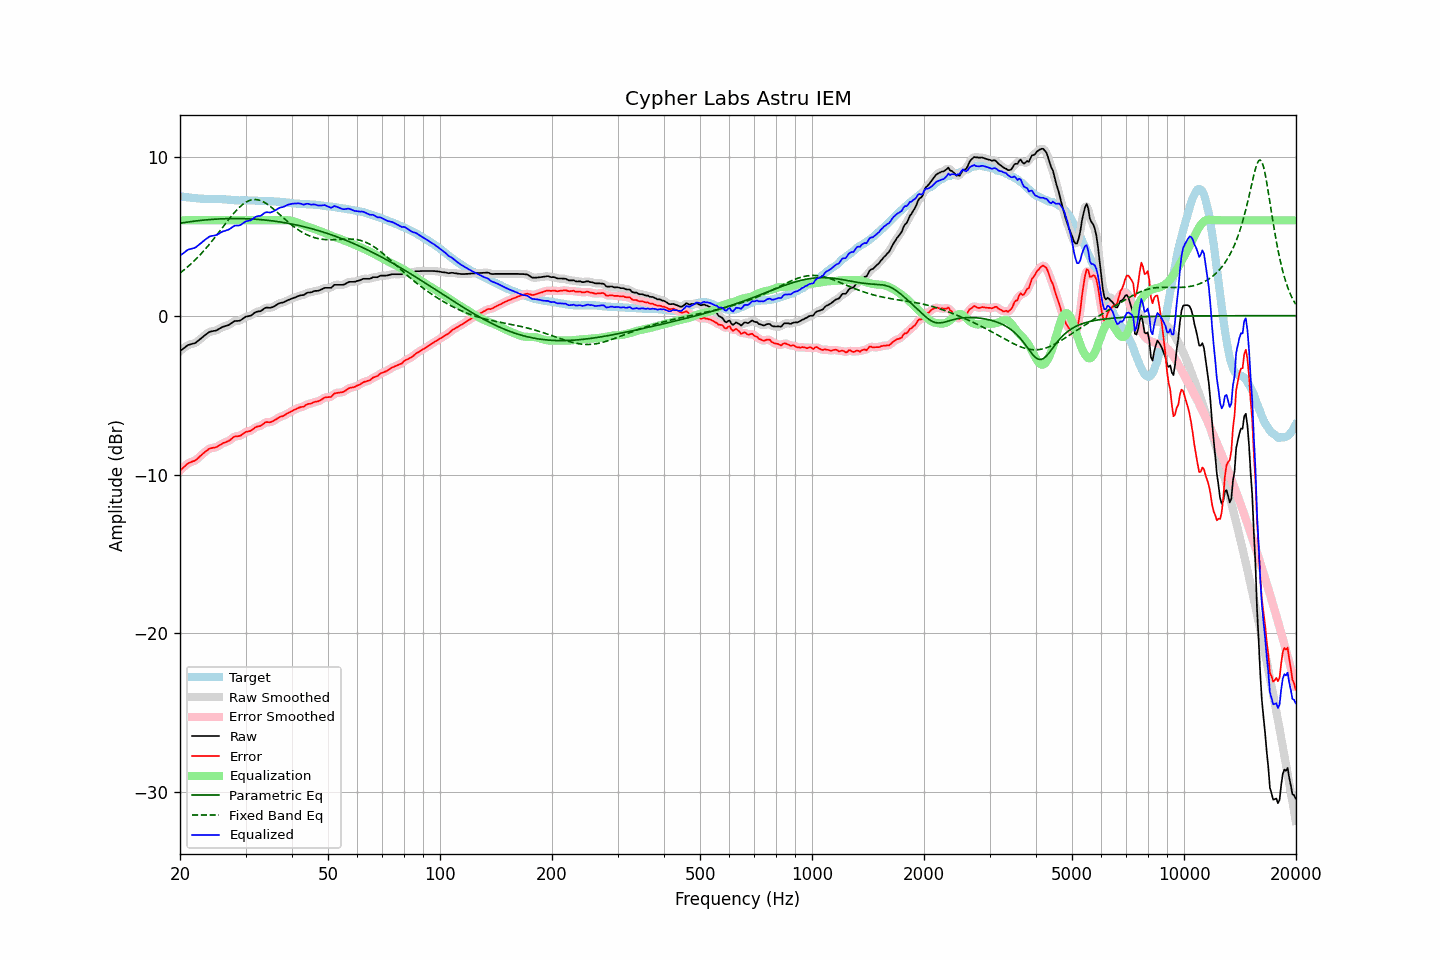 Cypher Labs Astru IEM
Amplitude (dBr)
10
0
−10
−20
−30
Target
Raw Smoothed
Error Smoothed
Raw
Error
Equalization
Parametric Eq
Fixed Band Eq
Equalized
20 50 100 200 500 1000 2000 5000 10000 20000
Frequency (Hz)